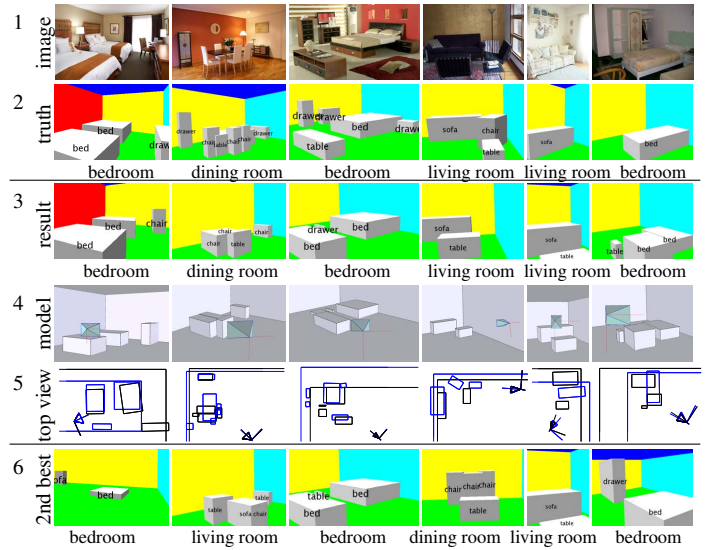 1 image
2 truth
bed bed draw
drawer chair table chair chair drawer
drawer drawer bed draw table
sofa chair table
sofa
bed
bedroom dining room bedroom living room living room bedroom
3 result
bed bed chair
chair chair table chair
drawer bed bed
sofa table
sofa table
table bed bed
bedroom dining room bedroom living room living room bedroom
4 model
5 top view
6 2nd best
ofa bed
table sofa chair table
table bed bed
chair chair chair table
sofa table
drawer bed
bedroom living room bedroom dining room living room bedroom